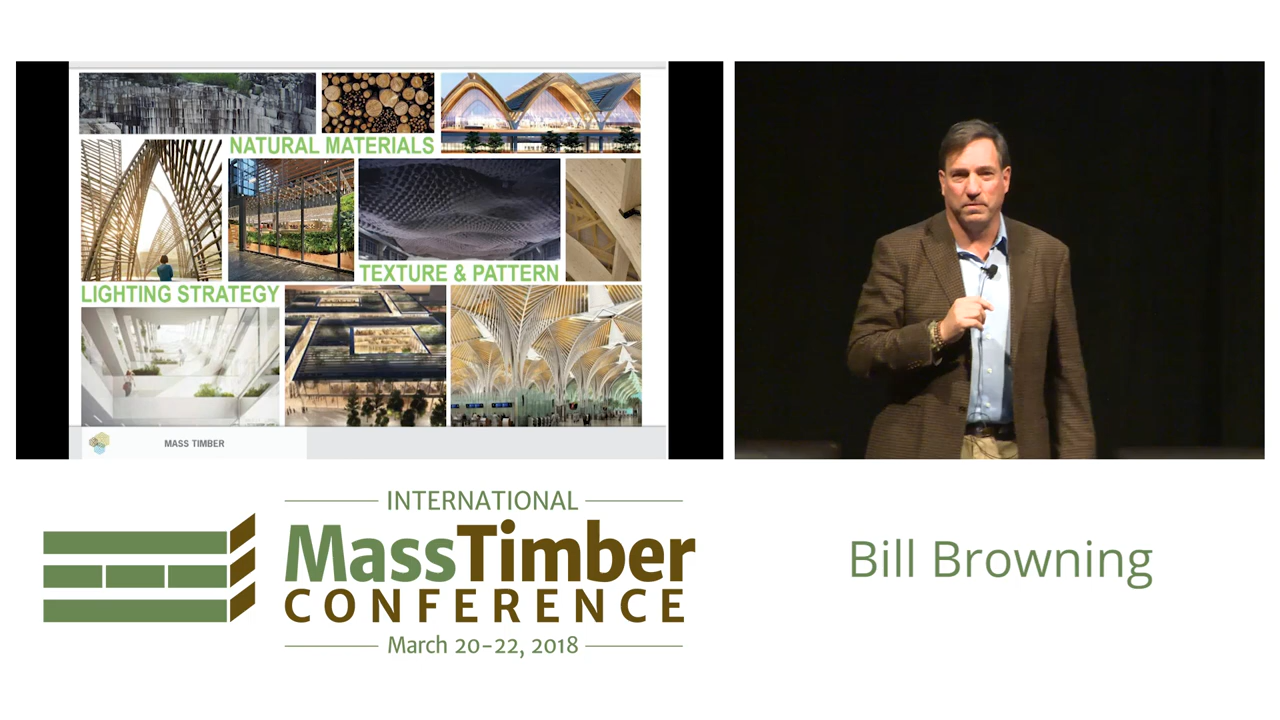 NATURAL MATERIALS
TEXTURE & PATTERN
LIGHTING STRATEGY
MASS TIMBER
INTERNATIONAL
MassTimber
CONFERENCE
March 20–22, 2018
Bill Browning